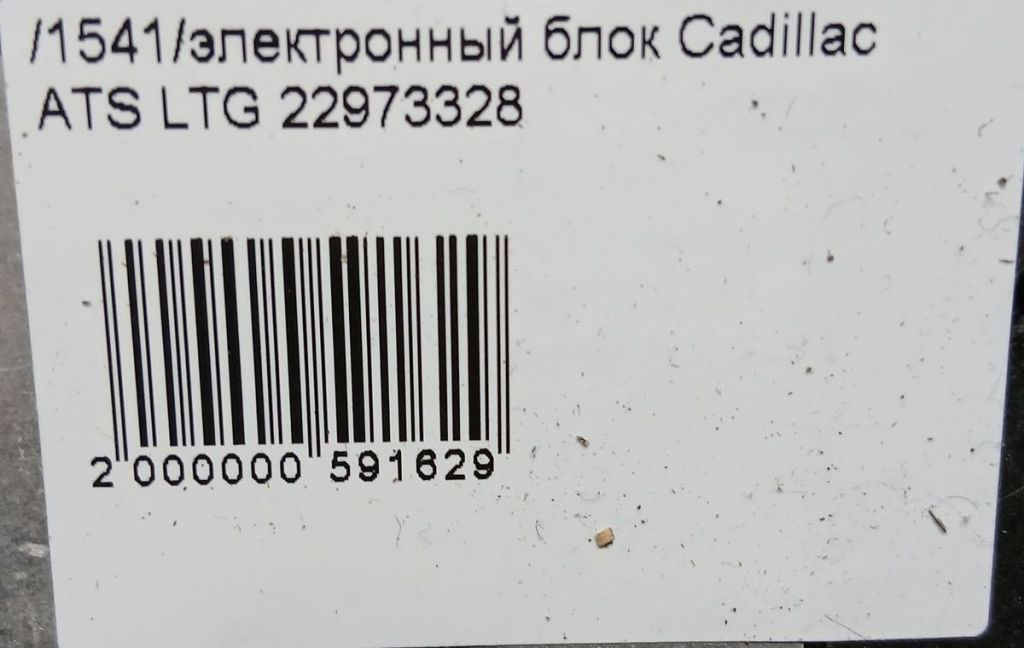 /1541/электронный блок Cadillac
ATS LTG 22973328
2 000000 591629